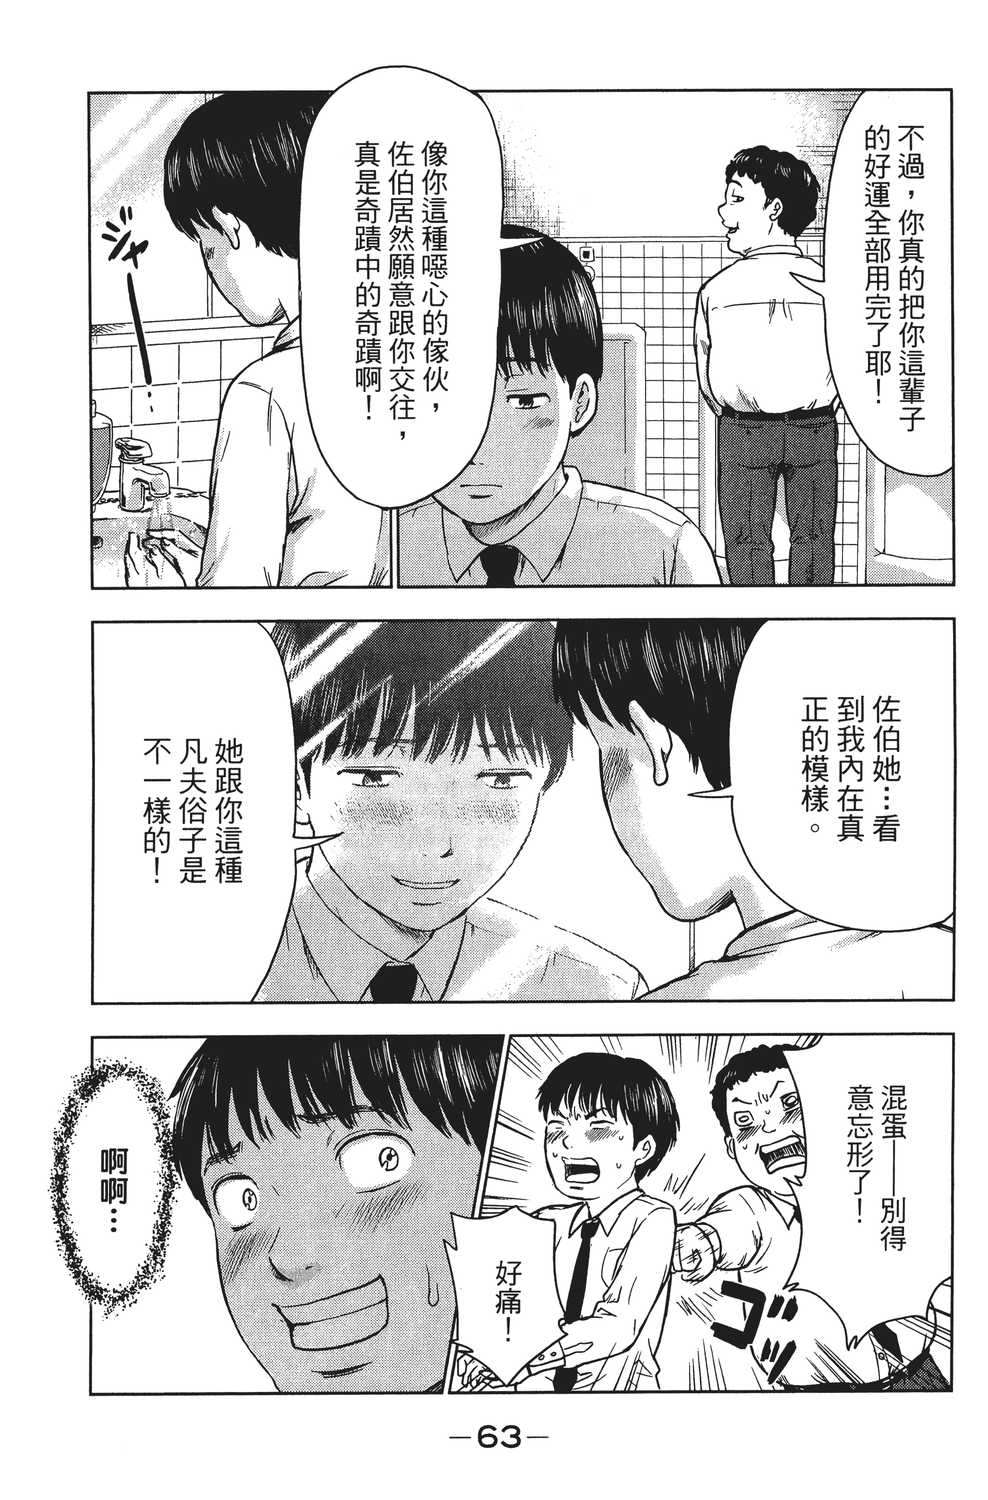 不過，你真的把你這輩子
的好運全部用完了耶！
像你這種噁心的傢伙，
佐伯居然願意跟你交往，
真是奇蹟中的奇蹟啊！
キュ
佐伯她…看
到我內在真
正的模樣。
她跟你這種
凡夫俗子是
不一樣的！
混蛋——別得
意忘形了！
ゴッ
好痛！
啊啊…
—63—